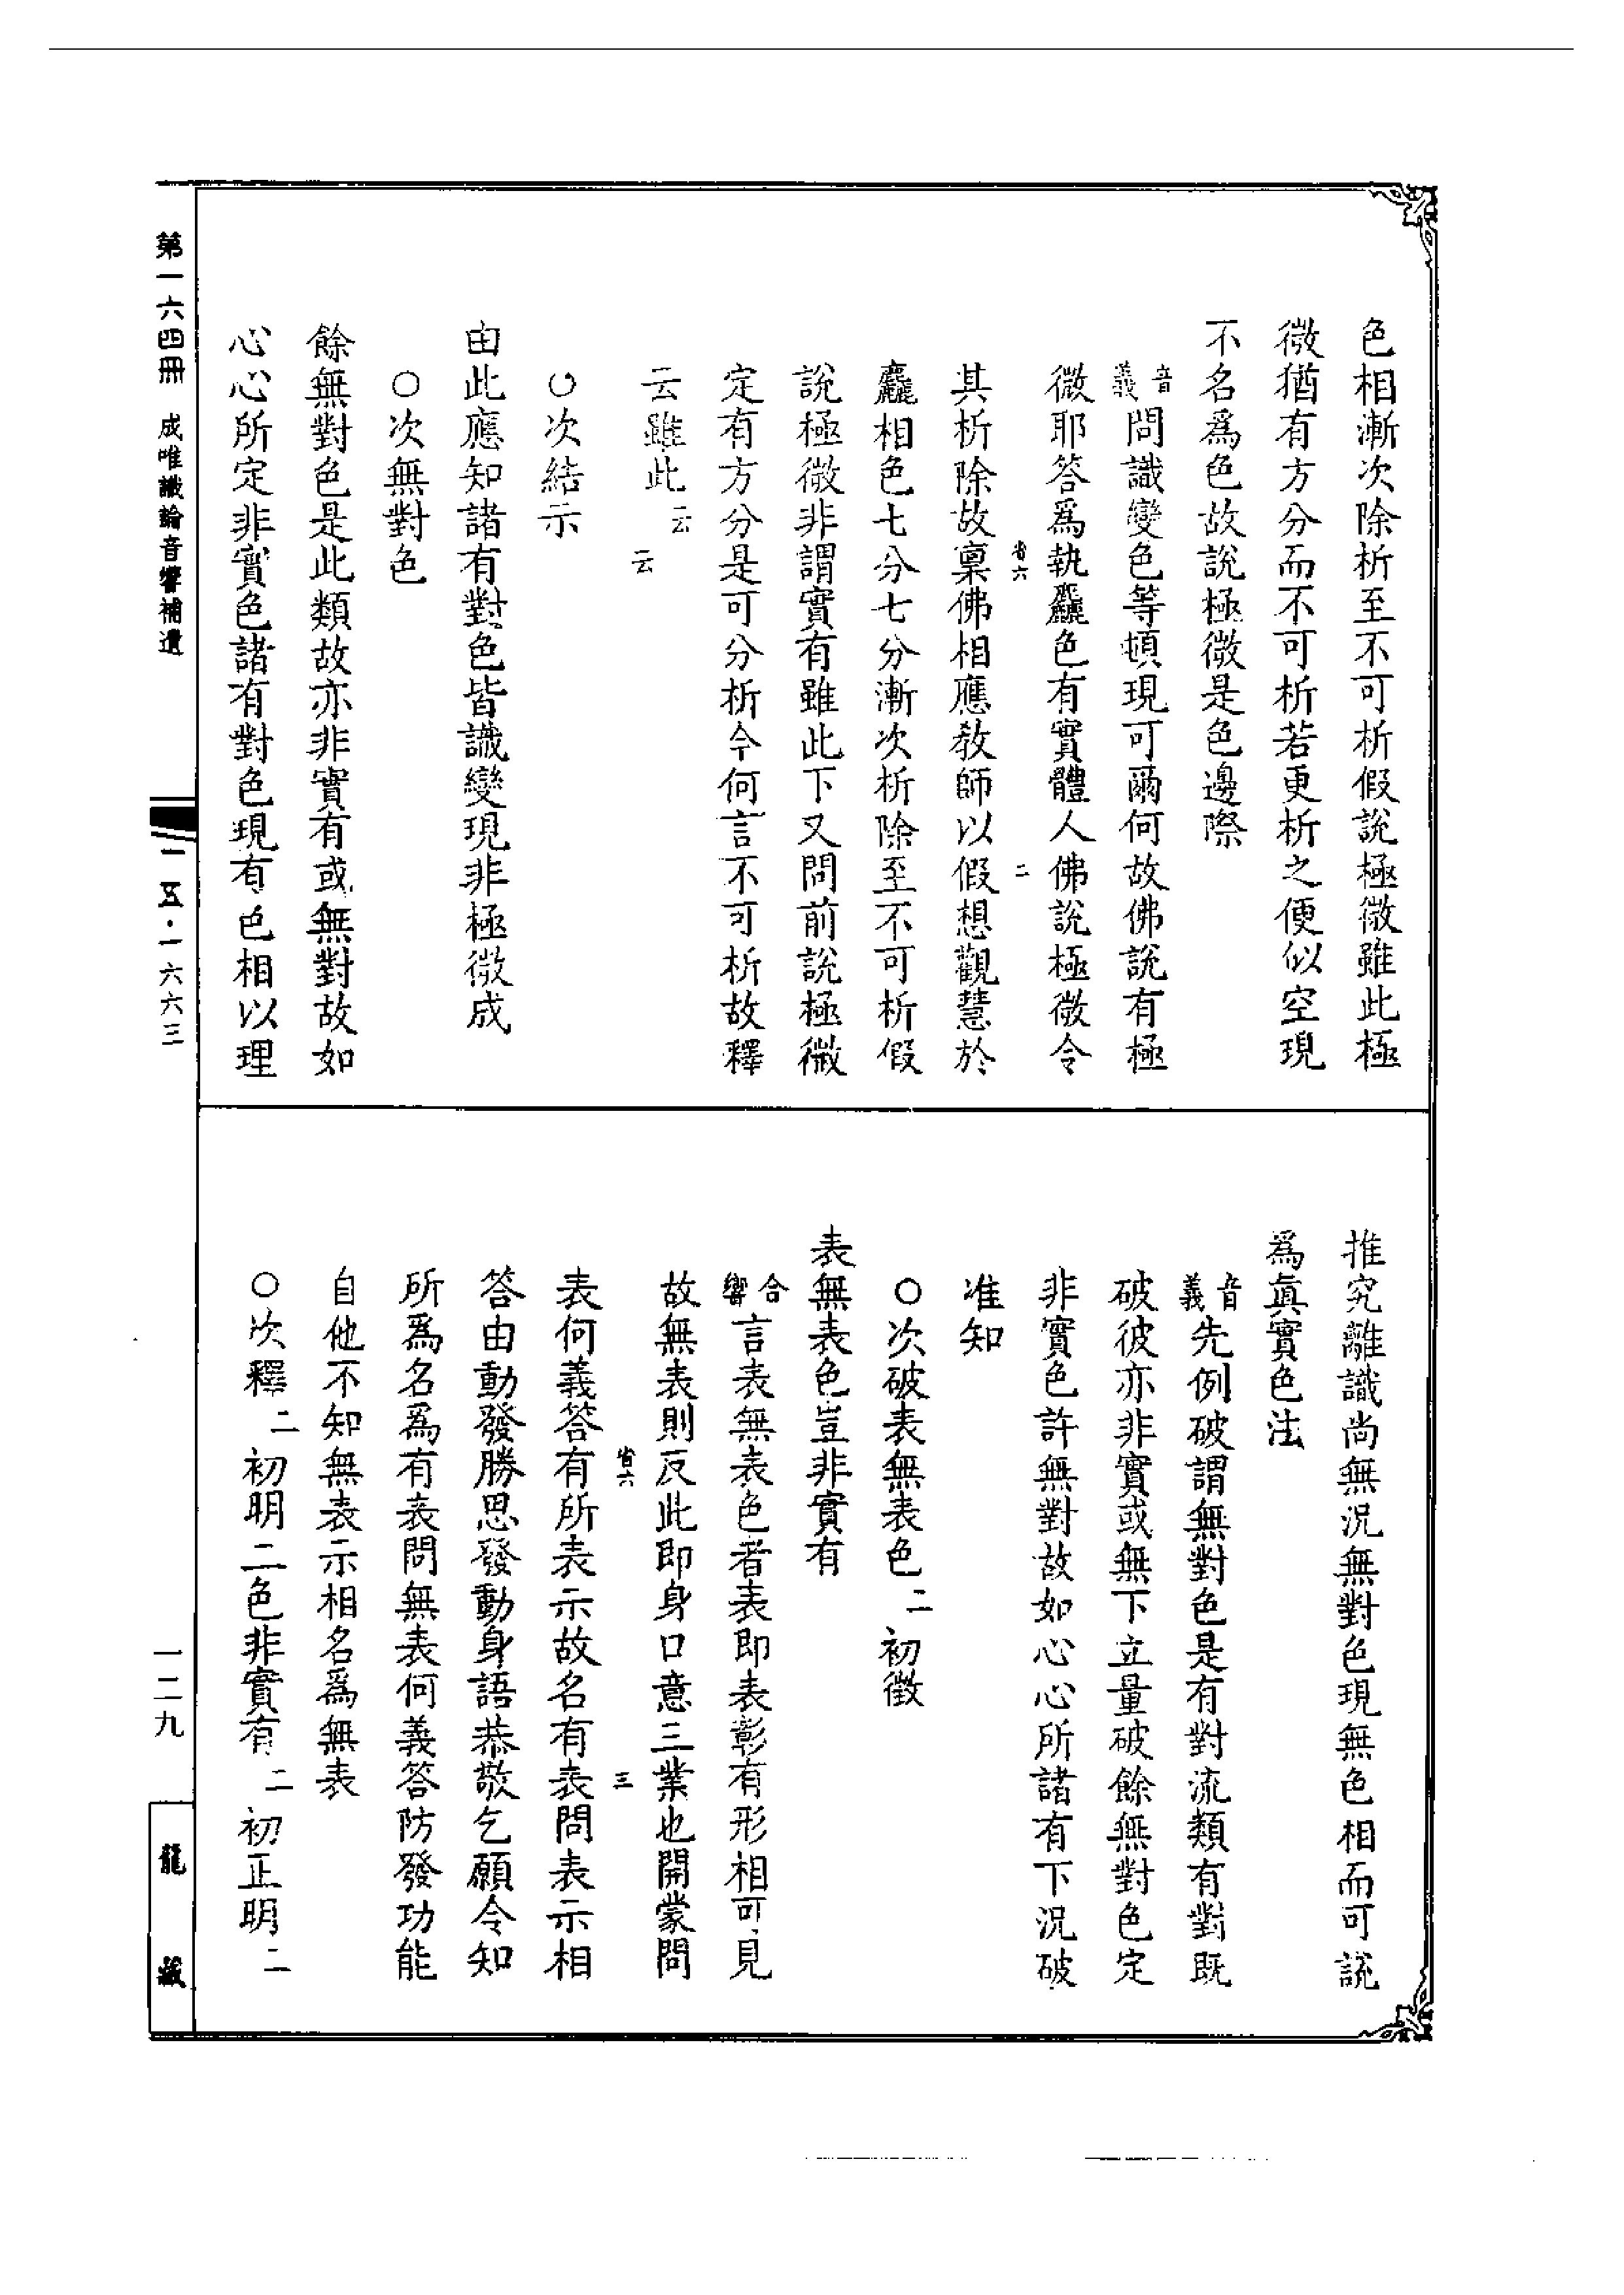 色相漸次除析至不可析假說極微雖此極
微猶有方分而不可析若更析之便似空現
不名爲色故說極微是色邊際
音義問識變色等頓現可爾何故佛說有極
微耶答爲執麤色有實體人佛說極微令
省六 二
其析除故稟佛相應教師以假想觀慧於
麤相色七分七分漸次析除至不可析假
說極微非謂實有雖此下又問前說極微
定有方分是可分析今何言不可析故釋
云雖此云云
○次結示
由此應知諸有對色皆識變現非極微成
○次無對色
餘無對色是此類故亦非實有或無對故如
心心所定非實色諸有對色現有色相以理
推究離識尚無況無對色現無色相而可說
爲眞實色法
音義先例破謂無對色是有對流類有對既
破彼亦非實或無下立量破餘無對色定
非實色許無對故如心心所諸有下況破
准知
○次破表無表色二初徵
表無表色豈非實有
合響言表無表色者表即表彰有形相可見
故無表則反此即身口意三業也開蒙問
省六 三
表何義答有所表示故名有表問表示相
答由動發勝思發動身語恭敬乞願令知
所爲名爲有表問無表何義答防發功能
自他不知無表示相名爲無表
○次釋二初明二色非實有二初正明二
第一六四冊 成唯識論音響補遺
一五·一六六三
一二九
龍藏